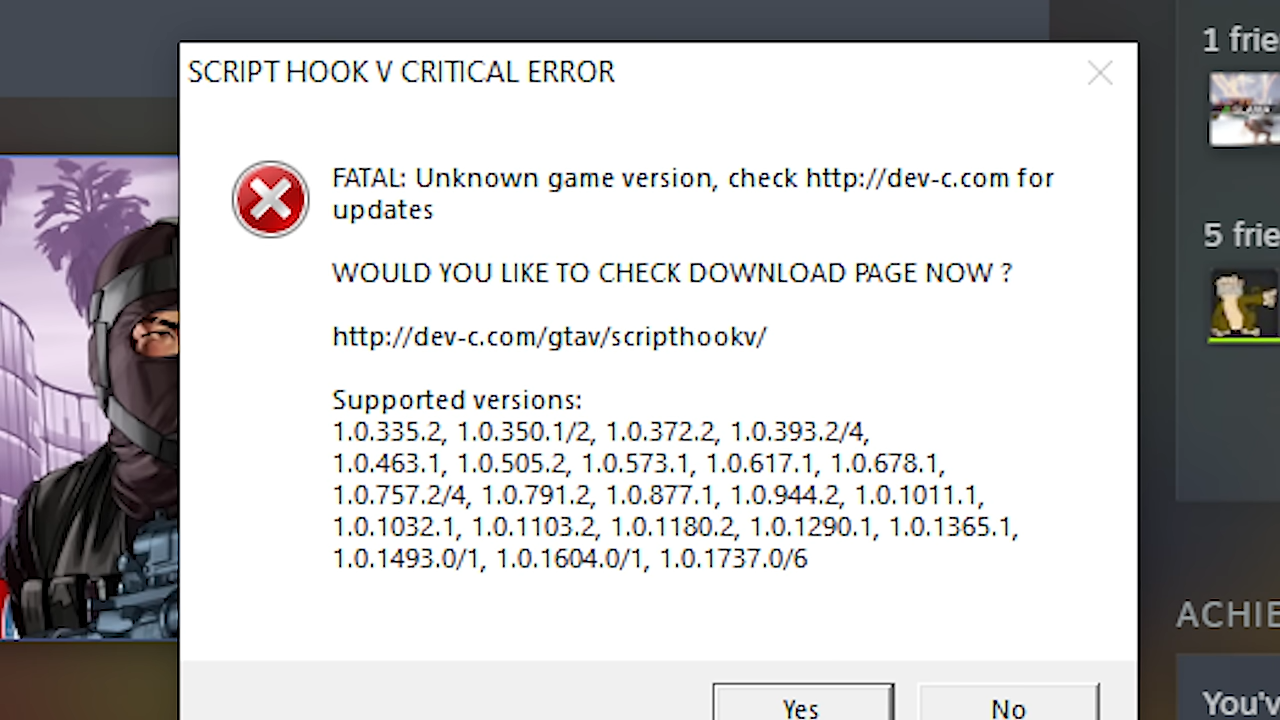 SCRIPT HOOK V CRITICAL ERROR
FATAL: Unknown game version, check http://dev-c.com for
updates
WOULD YOU LIKE TO CHECK DOWNLOAD PAGE NOW ?
http://dev-c.com/gtav/scripthookv/
Supported versions:
1.0.335.2, 1.0.350.1/2, 1.0.372.2, 1.0.393.2/4,
1.0.463.1, 1.0.505.2, 1.0.573.1, 1.0.617.1, 1.0.678.1,
1.0.757.2/4, 1.0.791.2, 1.0.877.1, 1.0.944.2, 1.0.1011.1,
1.0.1032.1, 1.0.1103.2, 1.0.1180.2, 1.0.1290.1, 1.0.1365.1,
1.0.1493.0/1, 1.0.1604.0/1, 1.0.1737.0/6
Yes No
1 frie
5 frie
ACHIE
You'v